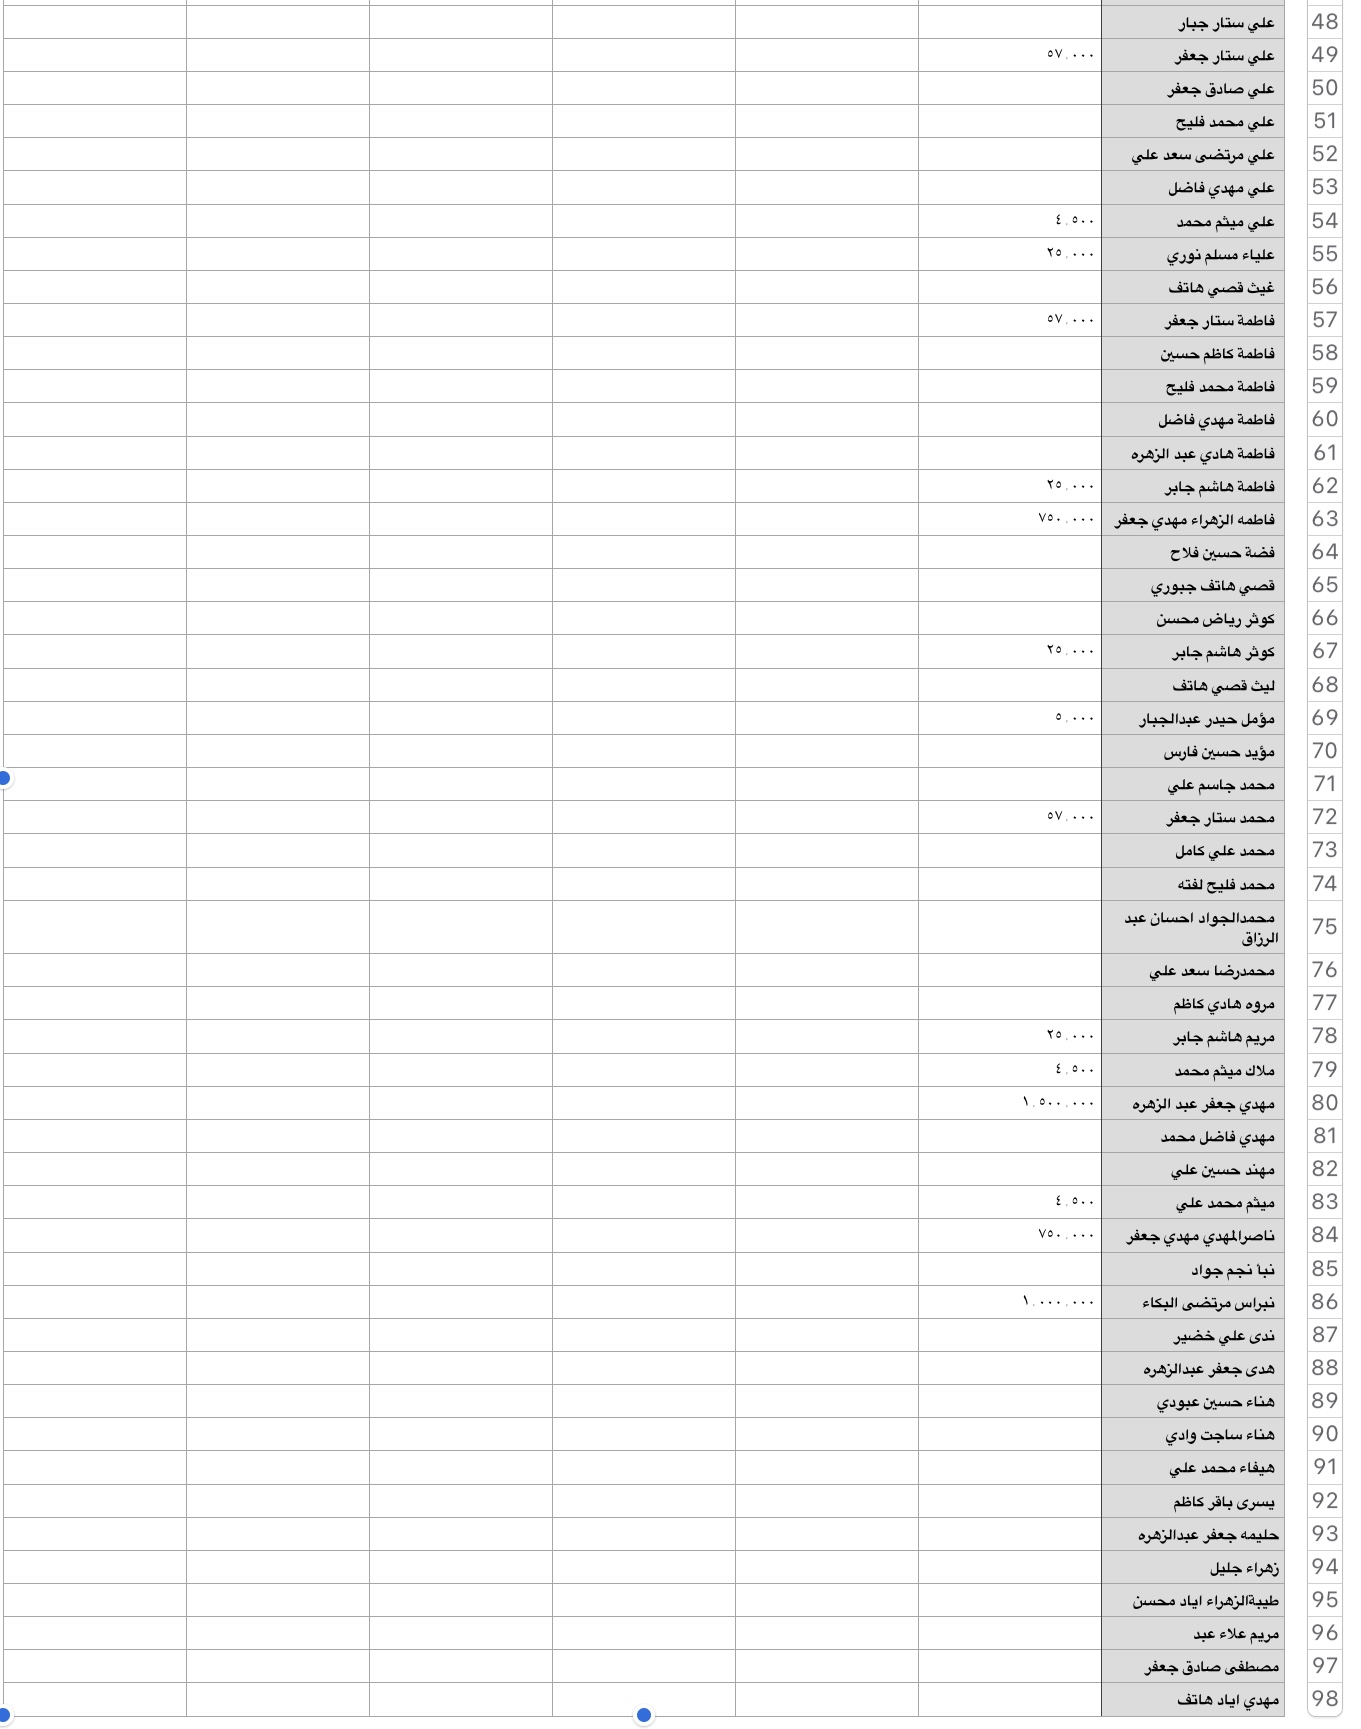 48 علي ستار جبار
49 علي ستار جعفر ٥٧٬٠٠٠
50 علي صادق جعفر
51 علي محمد فليح
52 علي مرتضى سعد علي
53 علي مهدي فاضل
54 علي ميثم محمد ٤٬٥٠٠
55 علياء مسلم نوري ٢٥٬٠٠٠
56 غيث قصي هاتف
57 فاطمة ستار جعفر ٥٧٬٠٠٠
58 فاطمة كاظم حسين
59 فاطمة محمد فليح
60 فاطمة مهدي فاضل
61 فاطمة هادي عبد الزهره
62 فاطمة هاشم جابر ٢٥٬٠٠٠
63 فاطمه الزهراء مهدي جعفر ٧٥٠٬٠٠٠
64 فضة حسين فلاح
65 قصي هاتف جبوري
66 كوثر رياض محسن
67 كوثر هاشم جابر ٢٥٬٠٠٠
68 ليث قصي هاتف
69 مؤمل حيدر عبدالجبار ٥٬٠٠٠
70 مؤيد حسين فارس
71 محمد جاسم علي
72 محمد ستار جعفر ٥٧٬٠٠٠
73 محمد علي كامل
74 محمد فليح لفته
75 محمدالجواد احسان عبد
الرزاق
76 محمدرضا سعد علي
77 مروه هادي كاظم
78 مريم هاشم جابر ٢٥٬٠٠٠
79 ملاك ميثم محمد ٤٬٥٠٠
80 مهدي جعفر عبد الزهره ١٬٥٠٠٬٠٠٠
81 مهدي فاضل محمد
82 مهند حسين علي
83 ميثم محمد علي ٤٬٥٠٠
84 ناصرالمهدي مهدي جعفر ٧٥٠٬٠٠٠
85 نبأ نجم جواد
86 نبراس مرتضى البكاء ١٬٠٠٠٬٠٠٠
87 ندى علي خضير
88 هدى جعفر عبدالزهره
89 هناء حسين عبودي
90 هناء ساجت وادي
91 هيفاء محمد علي
92 يسرى باقر كاظم
93 حليمه جعفر عبدالزهره
94 زهراء جليل
95 طيبةالزهراء اياد محسن
96 مريم علاء عبد
97 مصطفى صادق جعفر
98 مهدي اياد هاتف